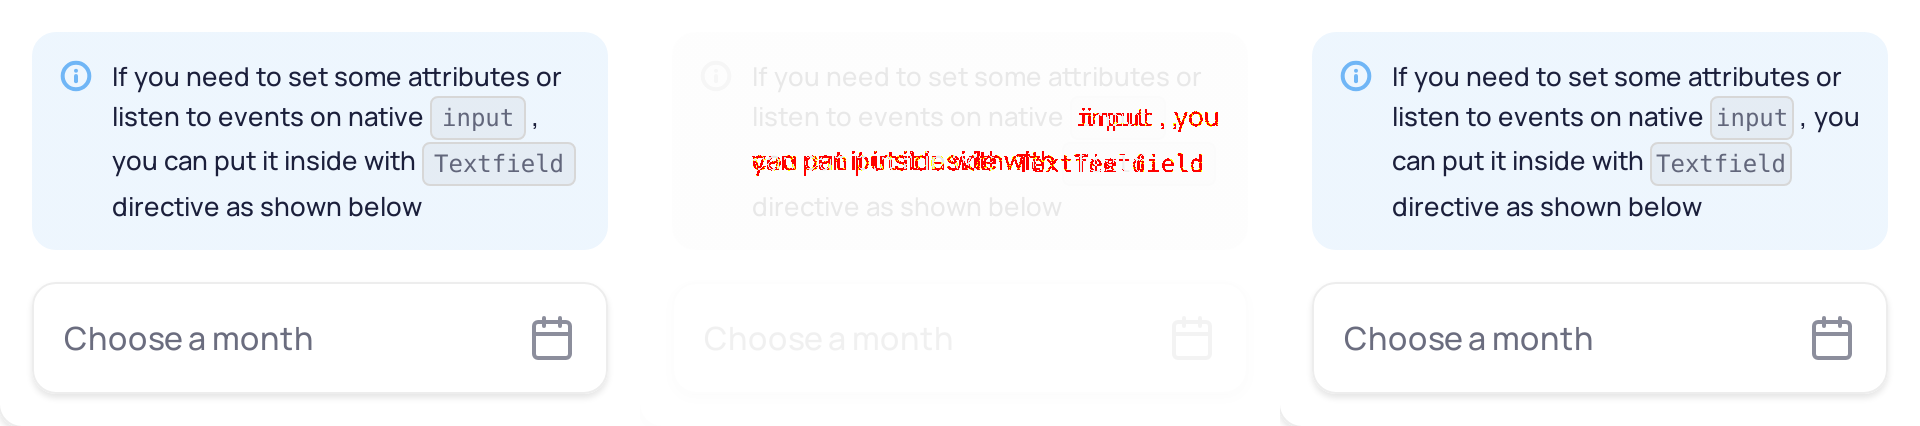 If you need to set some attributes or
listen to events on native input ,
you can put it inside with Textfield
directive as shown below
Choose a month
If you need to set some attributes or
listen to events on native , you
directive as shown below
Choose a month
If you need to set some attributes or
listen to events on native input , you
can put it inside with Textfield
directive as shown below
Choose a month